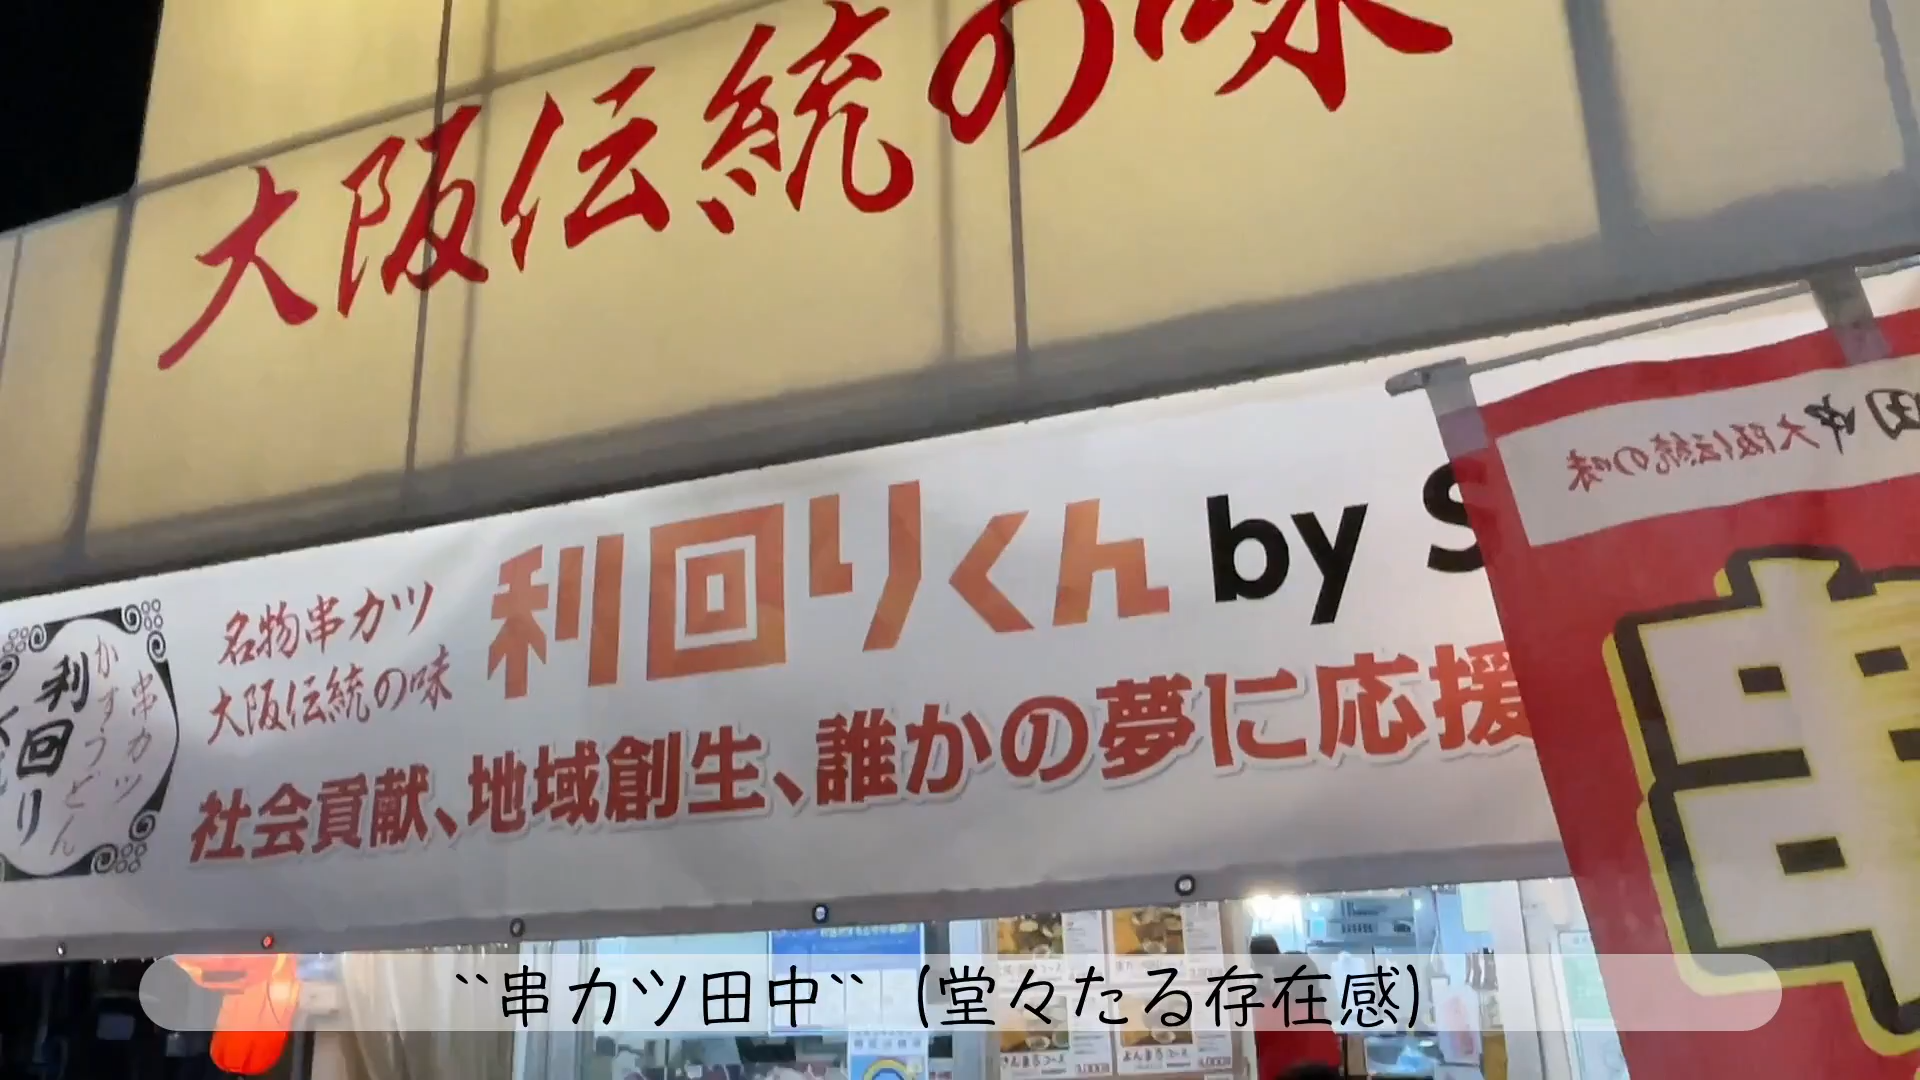 大阪伝統の味
名物串カツ
大阪伝統の味
利回りくん by S
社会貢献、地域創生、誰かの夢に応援
串カツ
かすうどん
利回り
大阪伝統の味
串
``串カツ田中`` (堂々たる存在感)